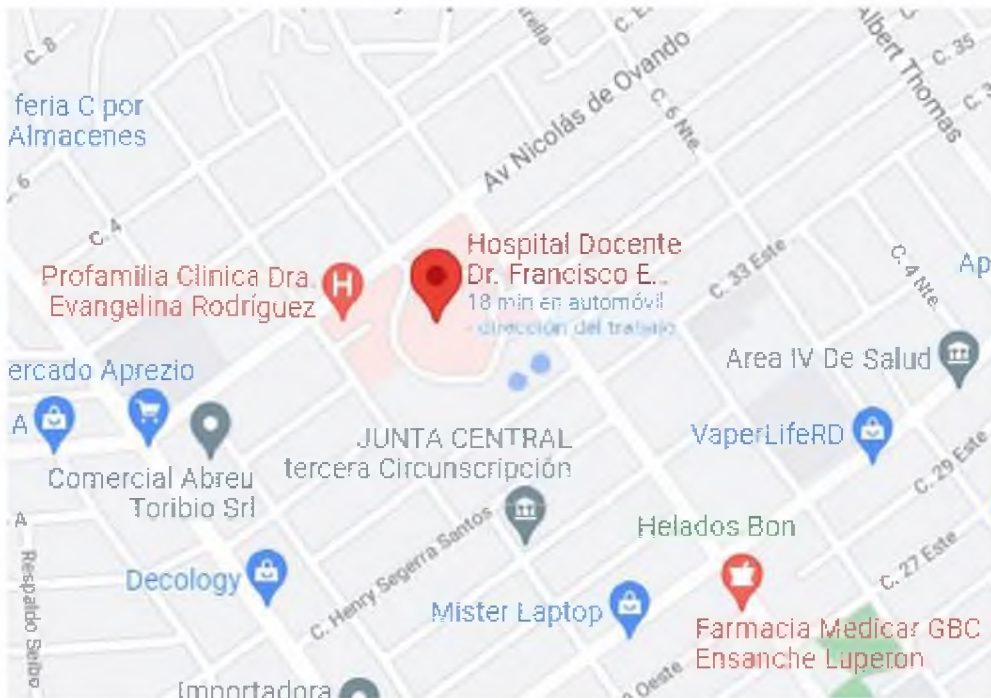 C. 8
C. 35
Albert Thomas
feria C por
Almacenes
Av Nicolás de Ovando
C. 6 Nte.
C. 4
Hospital Docente
Dr. Francisco E...
18 min en automóvil
- dirección del trabajo
Profamilia Clinica Dra.
Evangelina Rodríguez
C. 33 Este
C. 4 Nte.
Ap
Area IV De Salud
ercado Aprezio
A
JUNTA CENTRAL
tercera Circunscripción
VaperLifeRD
Comercial Abreu
Toribio Srl
C. 29 Este
A
C. Henry Segerra Santos
Helados Bon
Respaldo Seibo
Decology
Mister Laptop
C. 27 Este
Farmacia Medicar GBC
Ensanche Luperon
Oeste
Importadora